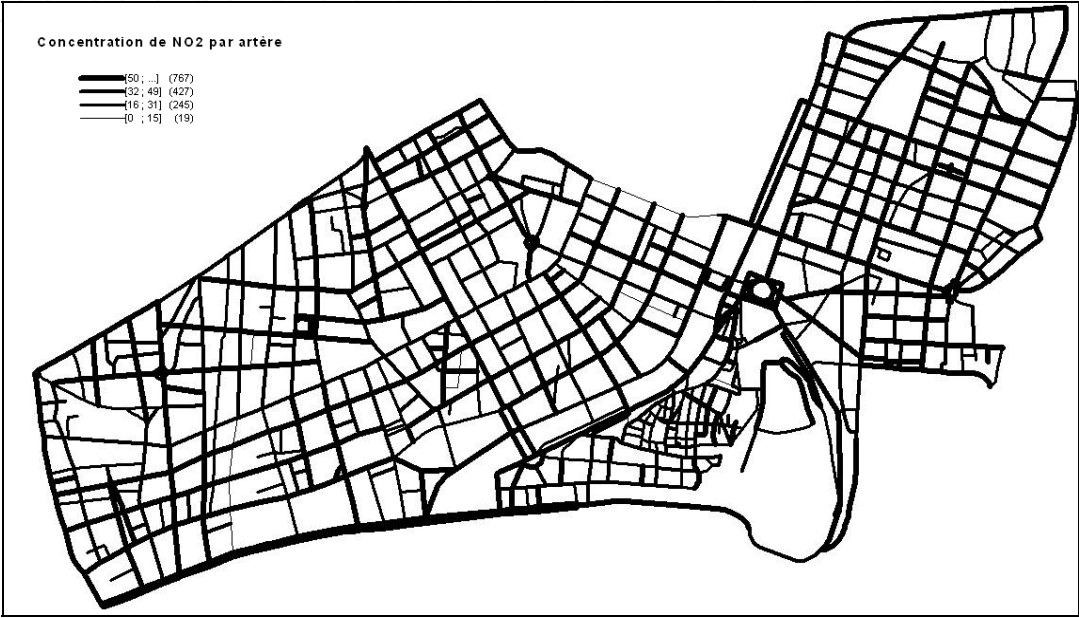 Concentration de NO2 par artère
[50 ; ...] (767)
[32 ; 49] (427)
[16 ; 31] (245)
[0 ; 15] (19)